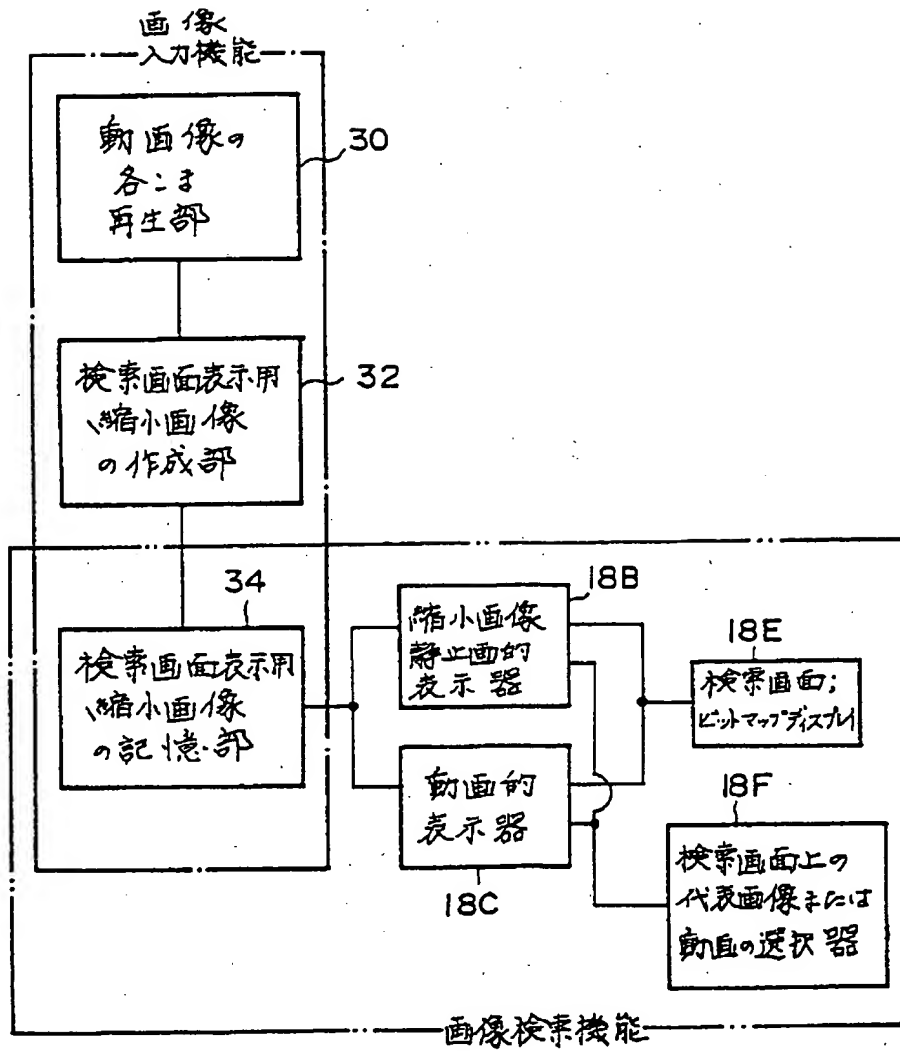 画像
入力機能
動画像の
各こま
再生部
30
検索画面表示用
縮小画像
の作成部
32
34
検索画面表示用
縮小画像
の記憶部
18B
縮小画像
静止画的
表示器
18E
検索画面;
ビットマップディスプレイ
動画的
表示器
18C
18F
検索画面上の
代表画像または
動画の選択器
画像検索機能